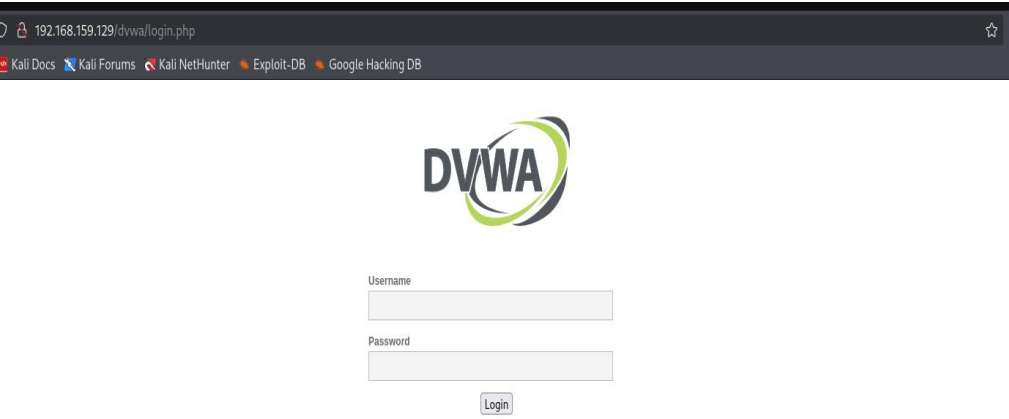 192.168.159.129/dvwa/login.php
Kali Docs Kali Forums Kali NetHunter Exploit-DB Google Hacking DB
DVWA
Username
Password
Login